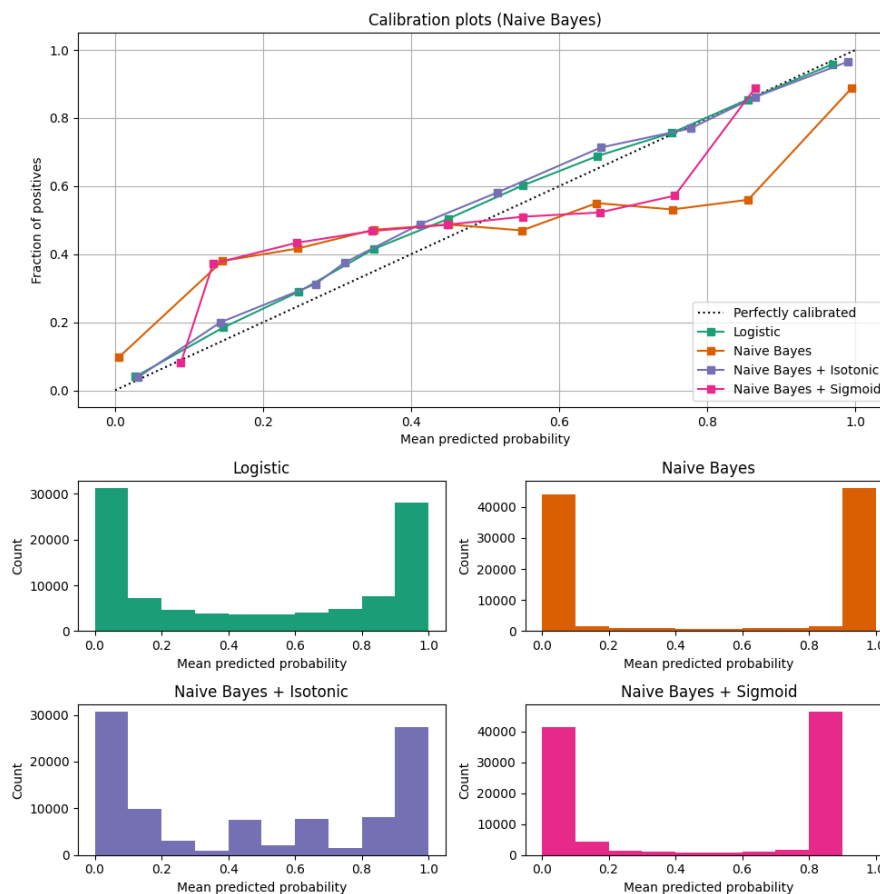 Calibration plots (Naive Bayes)
1.0
0.8
0.6
0.4
0.2
0.0
Fraction of positives
Perfectly calibrated
Logistic
Naive Bayes
Naive Bayes + Isotonic
Naive Bayes + Sigmoid
0.0 0.2 0.4 0.6 0.8 1.0
Mean predicted probability
Logistic
30000
20000
10000
0
Count
0.0 0.2 0.4 0.6 0.8 1.0
Mean predicted probability
Naive Bayes
40000
30000
20000
10000
0
Count
0.0 0.2 0.4 0.6 0.8 1.0
Mean predicted probability
Naive Bayes + Isotonic
30000
20000
10000
0
Count
0.0 0.2 0.4 0.6 0.8 1.0
Mean predicted probability
Naive Bayes + Sigmoid
40000
30000
20000
10000
0
Count
0.0 0.2 0.4 0.6 0.8 1.0
Mean predicted probability